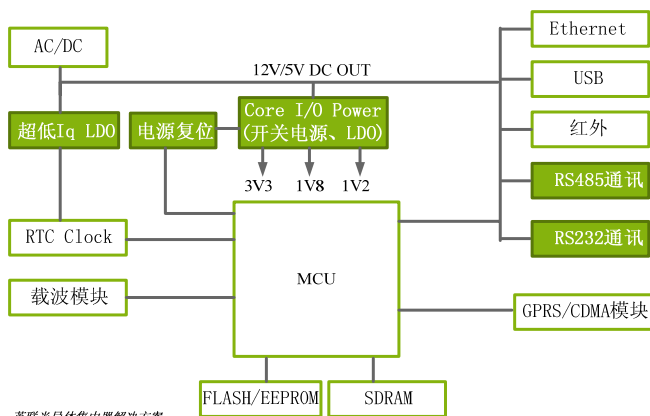 AC/DC
12V/5V DC OUT
Ethernet
USB
红外
RS485通讯
RS232通讯
超低Iq LDO
电源复位
Core I/O Power
(开关电源、LDO)
3V3
1V8
1V2
RTC Clock
MCU
载波模块
GPRS/CDMA模块
FLASH/EEPROM
SDRAM